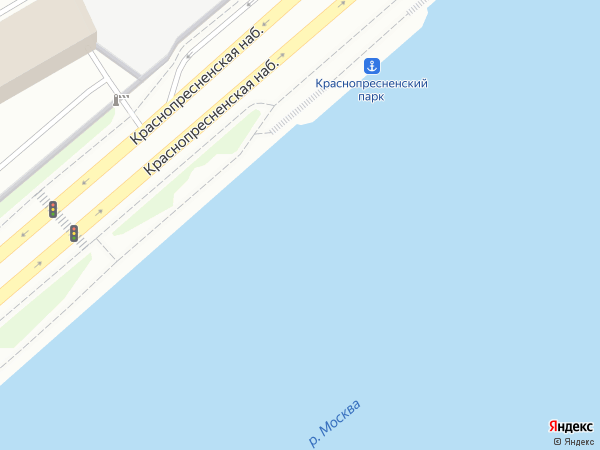 Краснопресненская наб.
Краснопресненская наб.
Краснопресненский
парк
р. Москва
Яндекс
© Яндекс